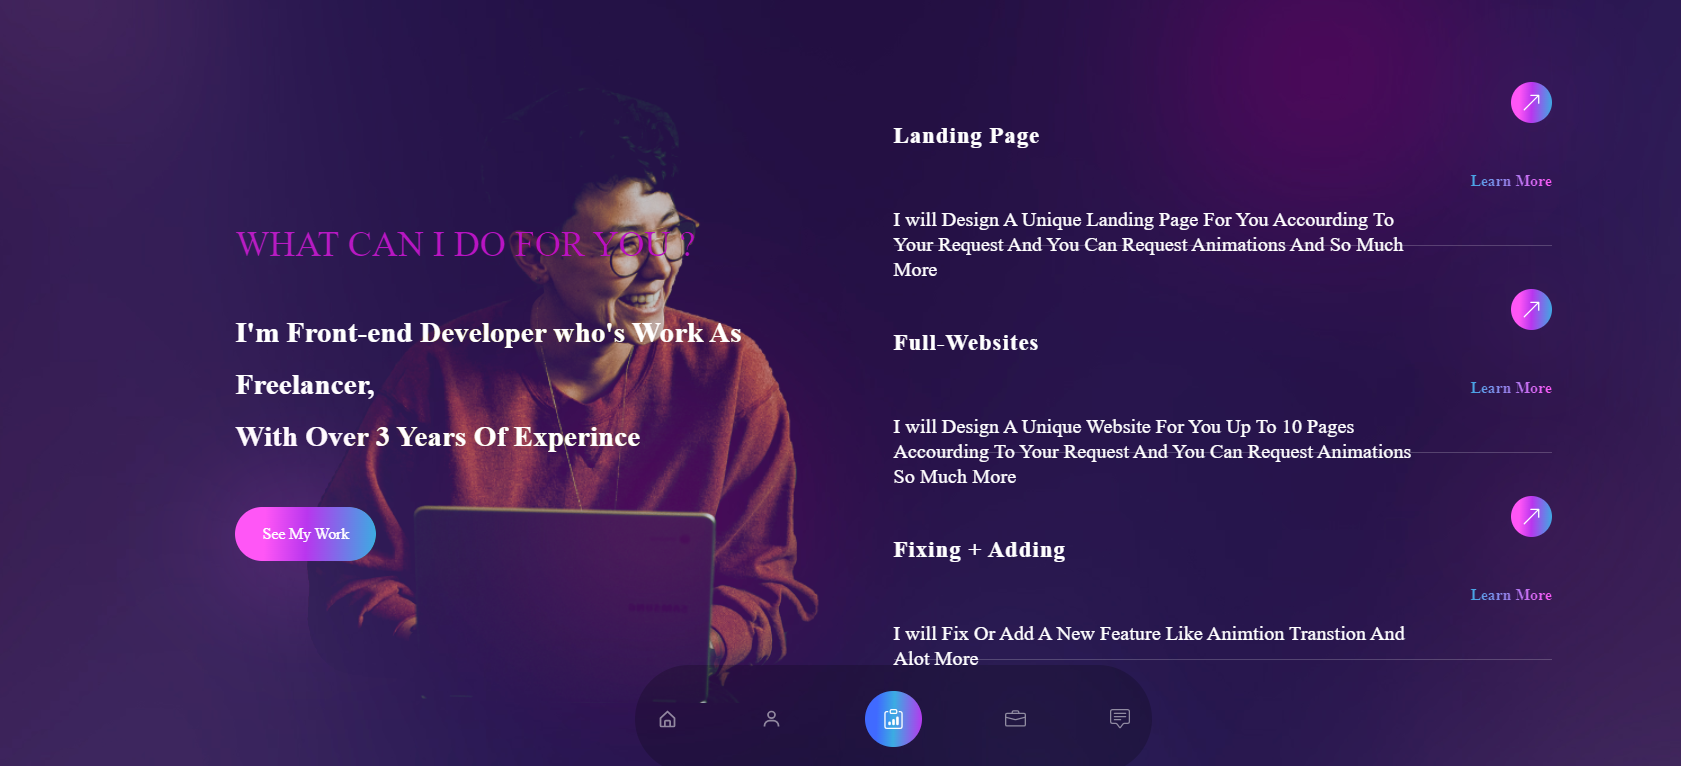 WHAT CAN I DO FOR YOU ?
I'm Front-end Developer who's Work As
Freelancer,
With Over 3 Years Of Experince
See My Work
Landing Page
Learn More
I will Design A Unique Landing Page For You Accourding To
Your Request And You Can Request Animations And So Much
More
Full-Websites
Learn More
I will Design A Unique Website For You Up To 10 Pages
Accourding To Your Request And You Can Request Animations
So Much More
Fixing + Adding
Learn More
I will Fix Or Add A New Feature Like Animtion Transtion And
Alot More